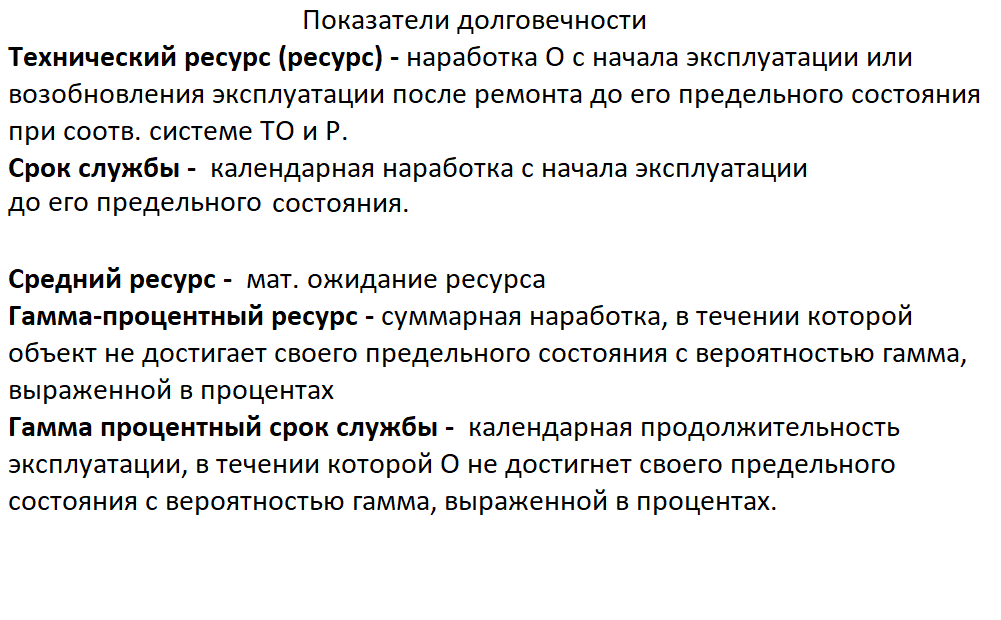 Показатели долговечности
Технический ресурс (ресурс) - наработка О с начала эксплуатации или
возобновления эксплуатации после ремонта до его предельного состояния
при соотв. системе ТО и Р.
Срок службы - календарная наработка с начала эксплуатации
до его предельного состояния.
Средний ресурс - мат. ожидание ресурса
Гамма-процентный ресурс - суммарная наработка, в течении которой
объект не достигает своего предельного состояния с вероятностью гамма,
выраженной в процентах
Гамма процентный срок службы - календарная продолжительность
эксплуатации, в течении которой О не достигнет своего предельного
состояния с вероятностью гамма, выраженной в процентах.